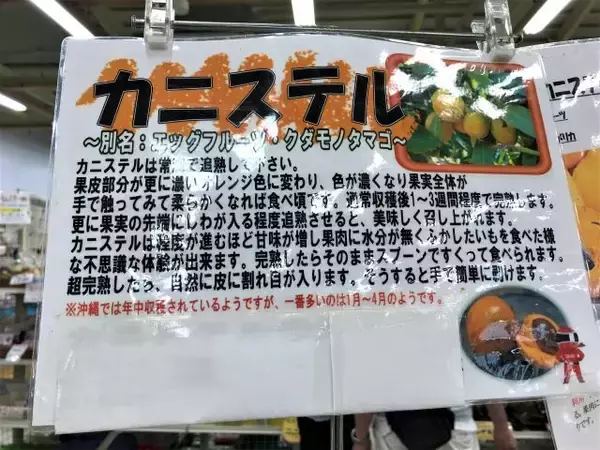 カニステル
~別名:エッグフルーツ・クダモノタマゴ~
カニステルは常温で追熟して下さい。
果皮部分が更に濃いオレンジ色に変わり、色が濃くなり果実全体が
手で触ってみて柔らかくなれば食べ頃です。通常収穫後1~3週間程度で完熟します。
更に果実の先端にしわが入る程度追熟させると、美味しく召し上がれます。
カニステルは程度が進むほど甘味が増し果肉に水分が無くふかしたいもを食べた様
な不思議な体験が出来ます。完熟したらそのままスプーンですくって食べられます。
超完熟したら、自然に皮に割れ目が入ります。そうすると手で簡単に剥けます。
※沖縄では年中収穫されているようですが、一番多いのは1月~4月のようです。